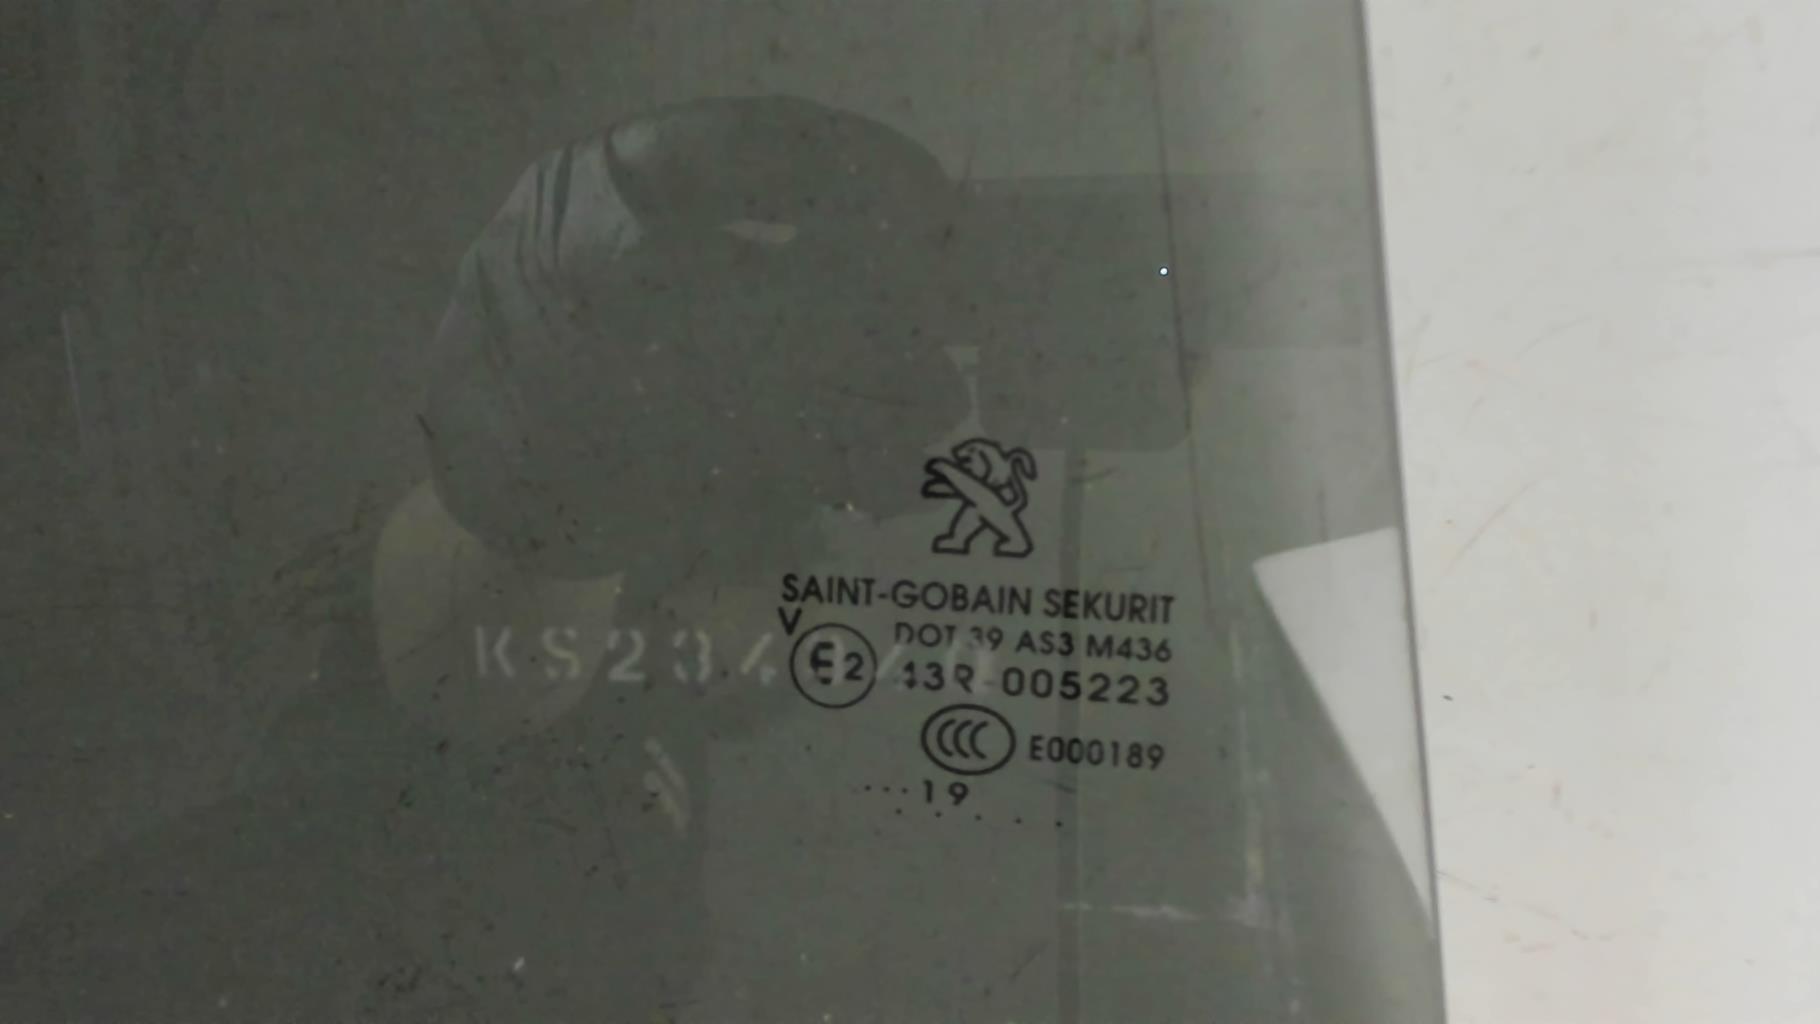 SAINT-GOBAIN SEKURIT
V
DOT 39 AS3 M436
E2 43R-005223
CCC E000189
...19
. . . . .